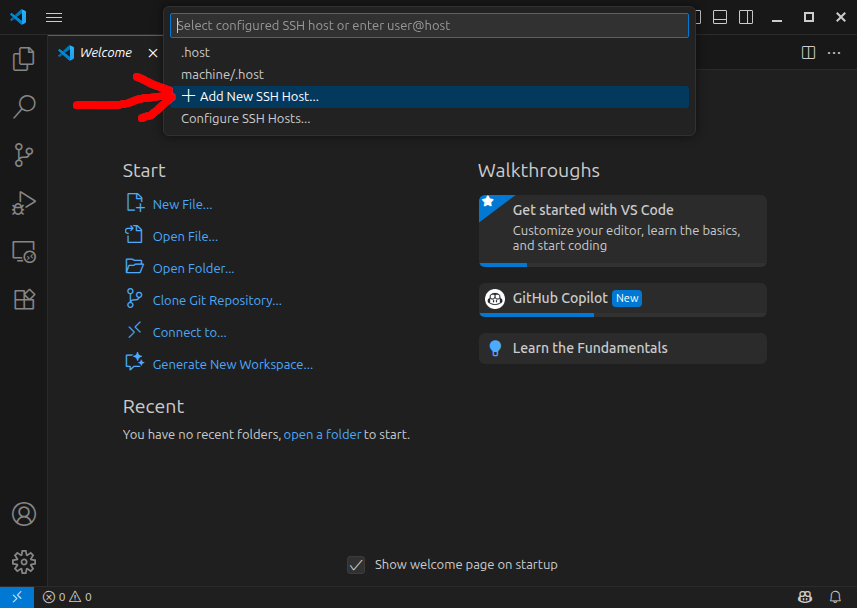 Select configured SSH host or enter user@host
.host
machine/.host
Add New SSH Host...
Configure SSH Hosts...
Welcome
Start
New File...
Open File...
Open Folder...
Clone Git Repository...
Connect to...
Generate New Workspace...
Recent
You have no recent folders, open a folder to start.
Walkthroughs
Get started with VS Code
Customize your editor, learn the basics,
and start coding
GitHub Copilot New
Learn the Fundamentals
Show welcome page on startup
0 0